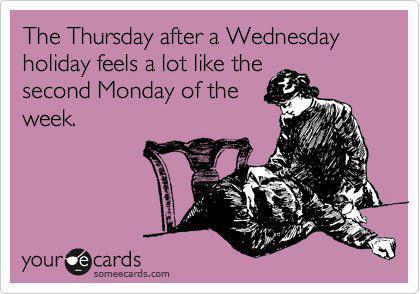 The Thursday after a Wednesday
holiday feels a lot like the
second Monday of the
week.
your e cards
someecards.com